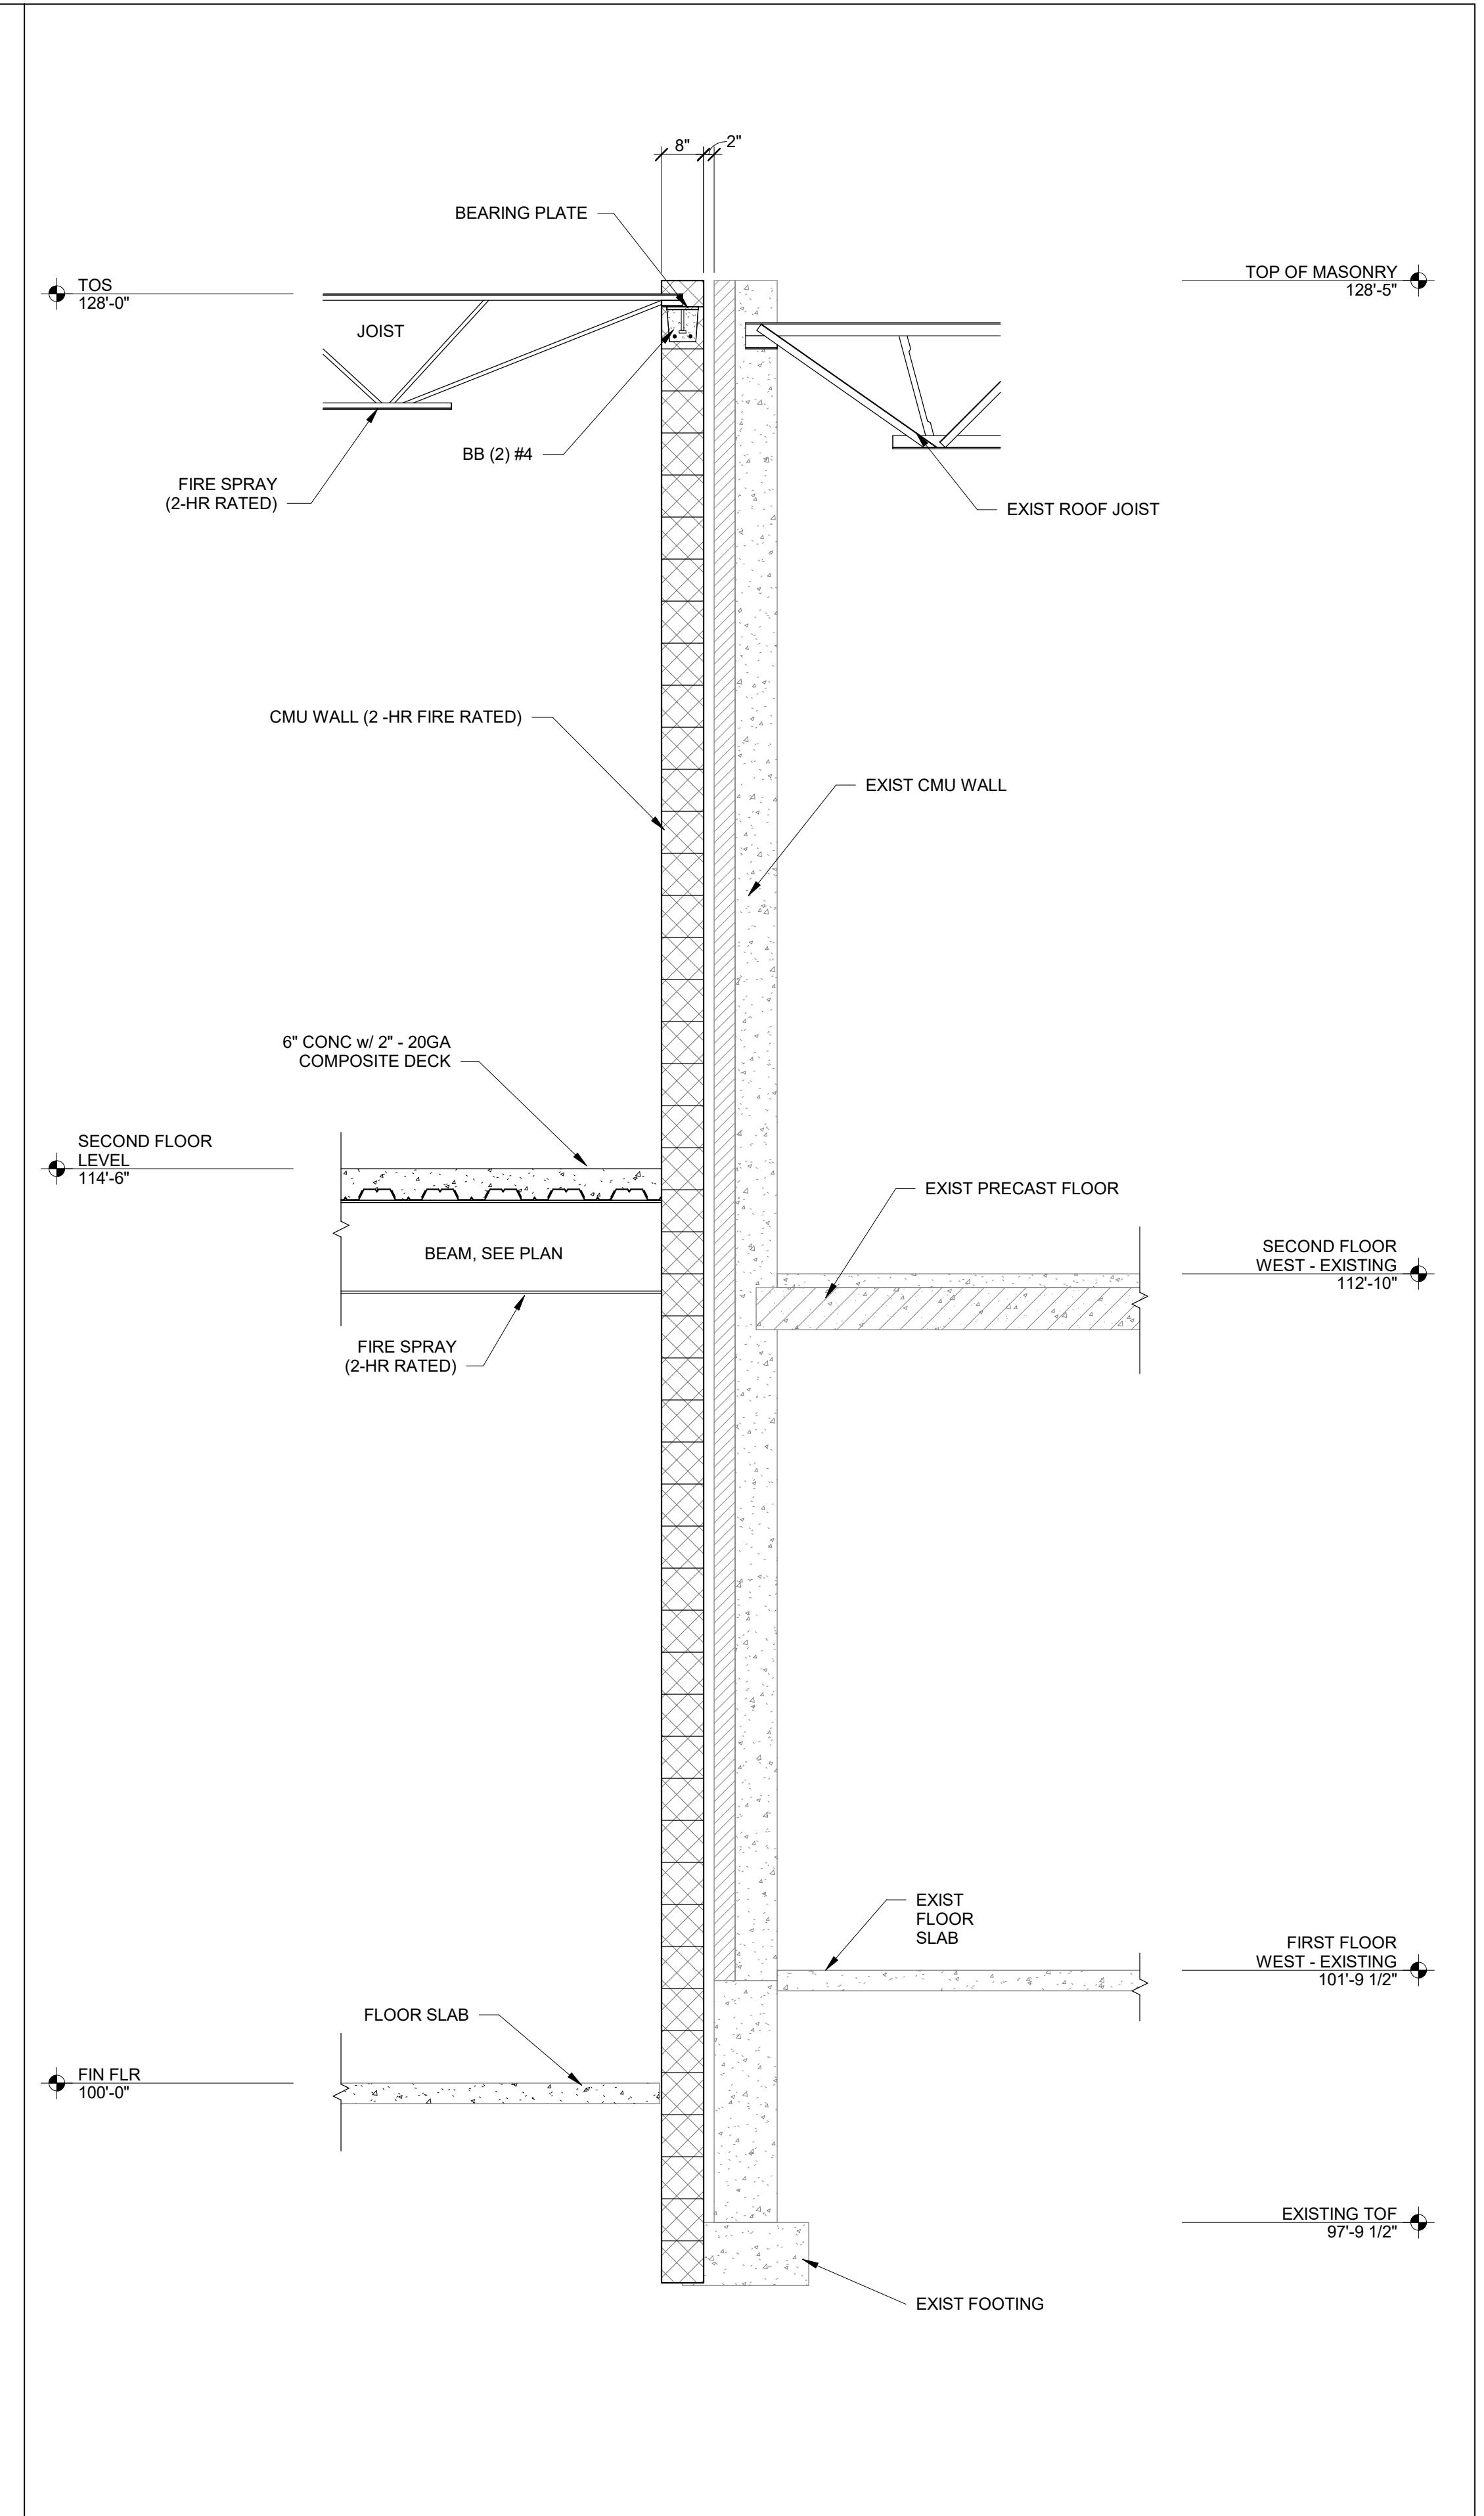 8"
2"
BEARING PLATE
TOS
128'-0"
TOP OF MASONRY
128'-5"
JOIST
BB (2) #4
FIRE SPRAY
(2-HR RATED)
EXIST ROOF JOIST
CMU WALL (2 -HR FIRE RATED)
EXIST CMU WALL
6" CONC w/ 2" - 20GA
COMPOSITE DECK
SECOND FLOOR
LEVEL
114'-6"
EXIST PRECAST FLOOR
BEAM, SEE PLAN
SECOND FLOOR
WEST - EXISTING
112'-10"
FIRE SPRAY
(2-HR RATED)
EXIST
FLOOR
SLAB
FIRST FLOOR
WEST - EXISTING
101'-9 1/2"
FLOOR SLAB
FIN FLR
100'-0"
EXISTING TOF
97'-9 1/2"
EXIST FOOTING